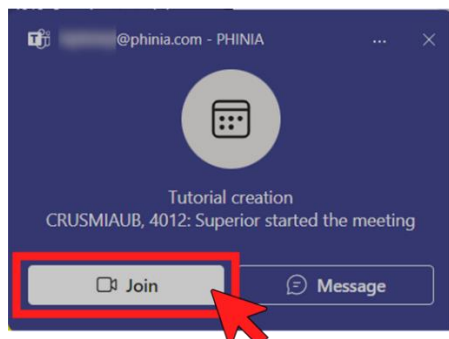 @phinia.com - PHINIA
Tutorial creation
CRUSMIAUB, 4012: Superior started the meeting
Join
Message